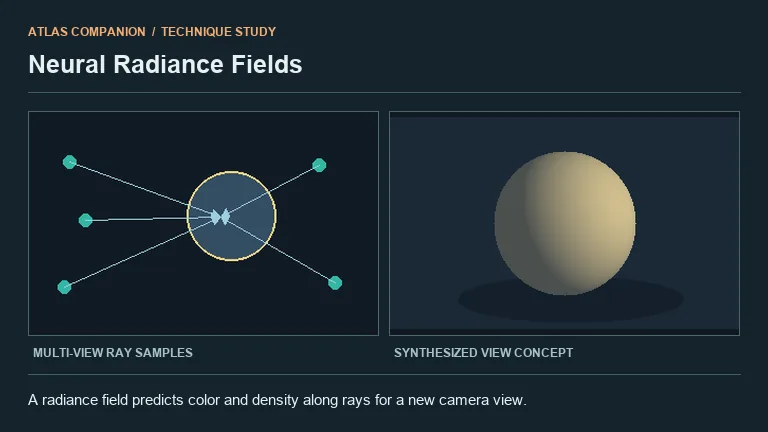 ATLAS COMPANION / TECHNIQUE STUDY
Neural Radiance Fields
MULTI-VIEW RAY SAMPLES
SYNTHESIZED VIEW CONCEPT
A radiance field predicts color and density along rays for a new camera view.